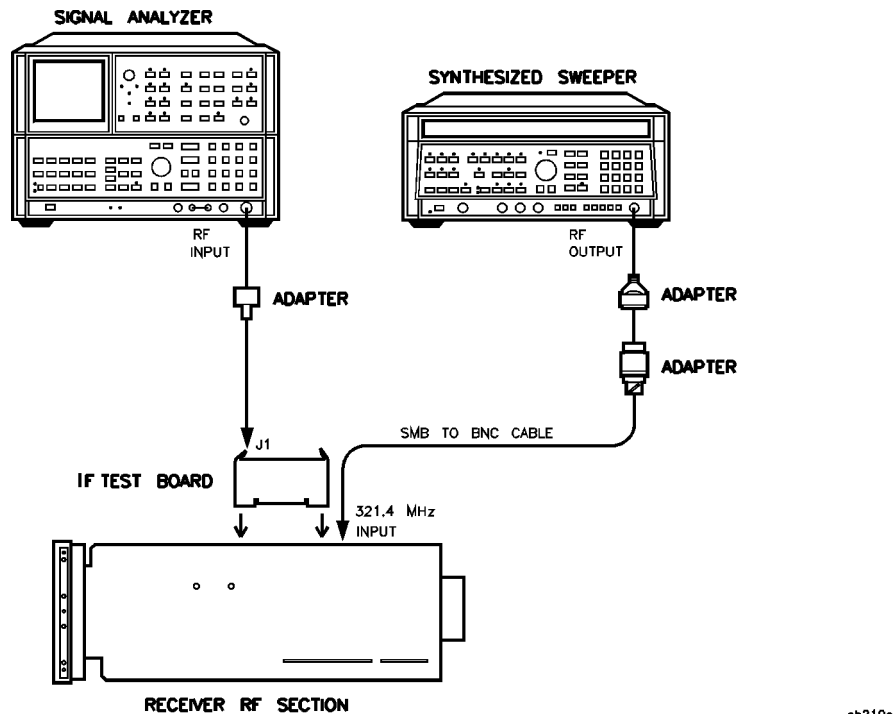 SIGNAL ANALYZER
SYNTHESIZED SWEEPER
RF
INPUT
RF
OUTPUT
ADAPTER
ADAPTER
ADAPTER
SMB TO BNC CABLE
J1
IF TEST BOARD
321.4 MHz
INPUT
RECEIVER RF SECTION